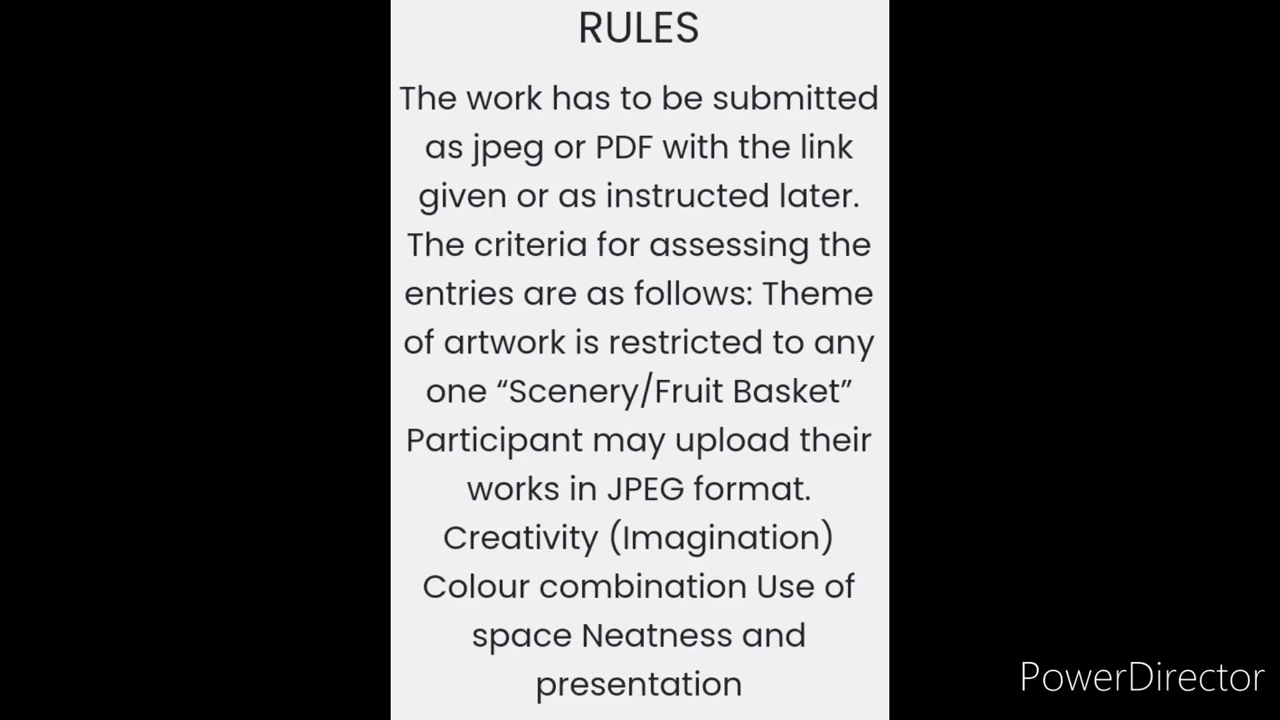 RULES
The work has to be submitted
as jpeg or PDF with the link
given or as instructed later.
The criteria for assessing the
entries are as follows: Theme
of artwork is restricted to any
one “Scenery/Fruit Basket”
Participant may upload their
works in JPEG format.
Creativity (Imagination)
Colour combination Use of
space Neatness and
presentation
PowerDirector